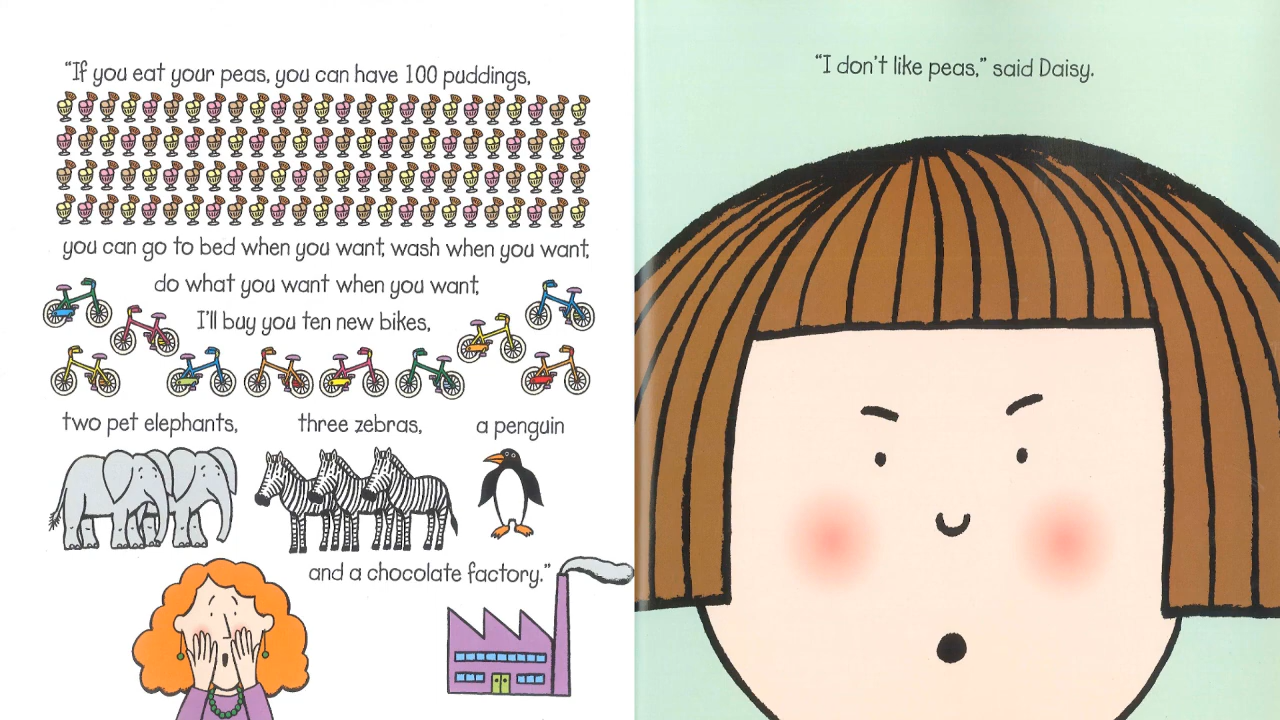 “If you eat your peas, you can have 100 puddings,
you can go to bed when you want, wash when you want,
do what you want when you want,
I’ll buy you ten new bikes,
two pet elephants, three zebras, a penguin
and a chocolate factory.”
“I don’t like peas,” said Daisy.